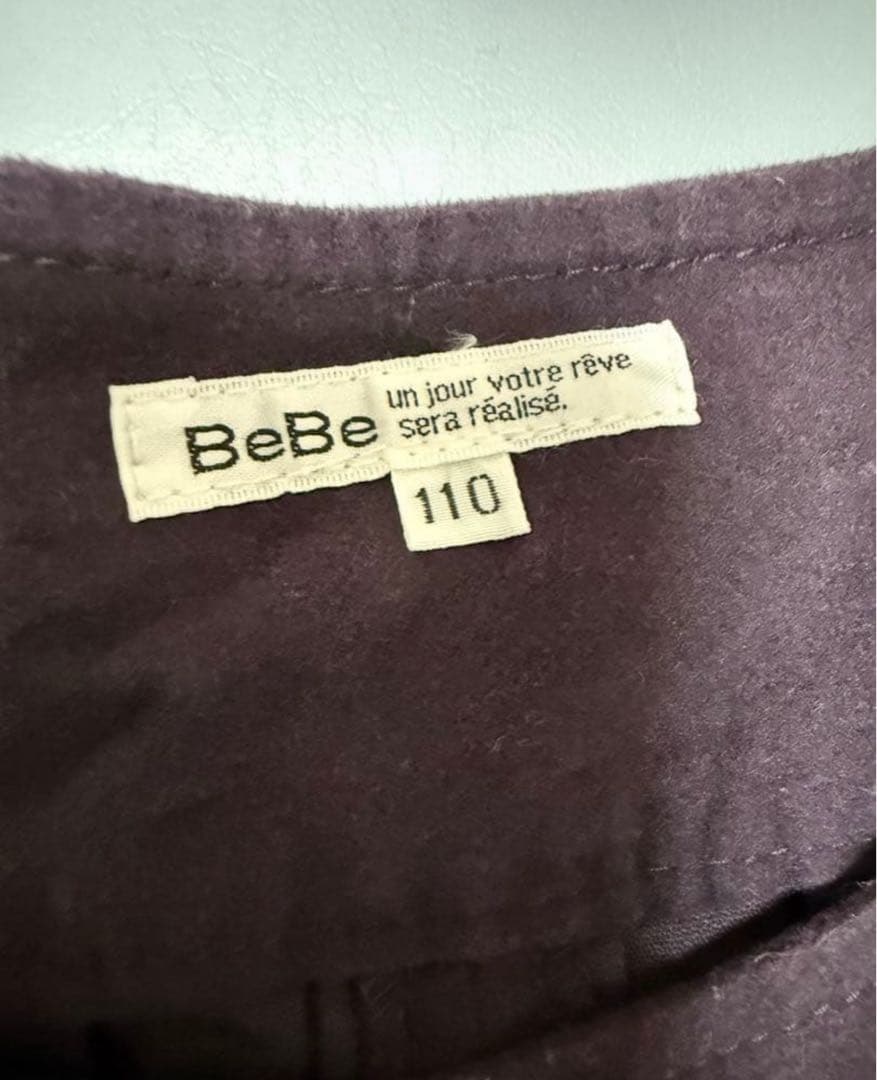 BeBe
un jour votre rêve
sera réalisé.
110